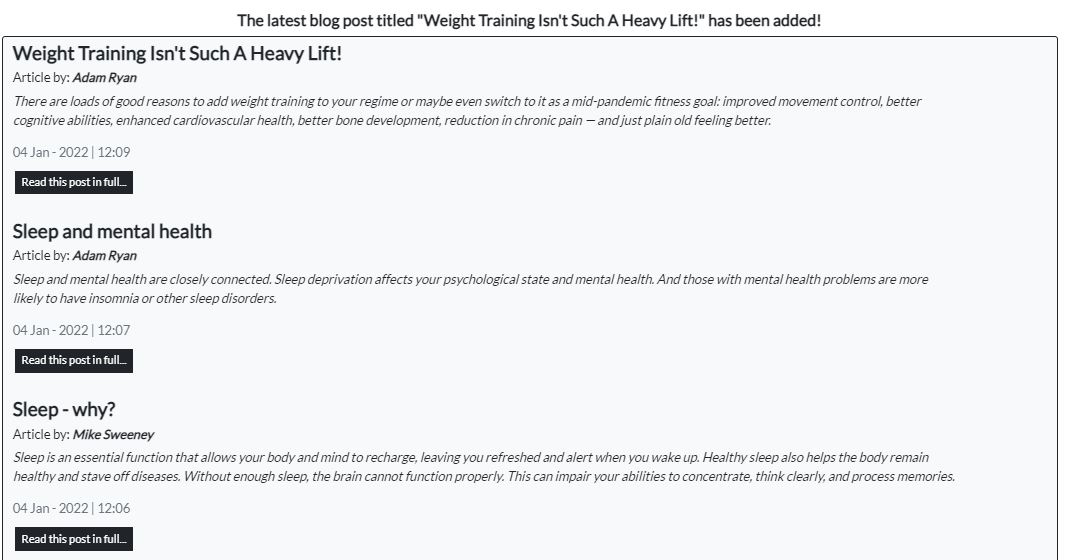 The latest blog post titled "Weight Training Isn't Such A Heavy Lift!" has been added!
Weight Training Isn't Such A Heavy Lift!
Article by: Adam Ryan
There are loads of good reasons to add weight training to your regime or maybe even switch to it as a mid-pandemic fitness goal: improved movement control, better
cognitive abilities, enhanced cardiovascular health, better bone development, reduction in chronic pain — and just plain old feeling better.
04 Jan - 2022 | 12:09
Read this post in full...
Sleep and mental health
Article by: Adam Ryan
Sleep and mental health are closely connected. Sleep deprivation affects your psychological state and mental health. And those with mental health problems are more
likely to have insomnia or other sleep disorders.
04 Jan - 2022 | 12:07
Read this post in full...
Sleep - why?
Article by: Mike Sweeney
Sleep is an essential function that allows your body and mind to recharge, leaving you refreshed and alert when you wake up. Healthy sleep also helps the body remain
healthy and stave off diseases. Without enough sleep, the brain cannot function properly. This can impair your abilities to concentrate, think clearly, and process memories.
04 Jan - 2022 | 12:06
Read this post in full...